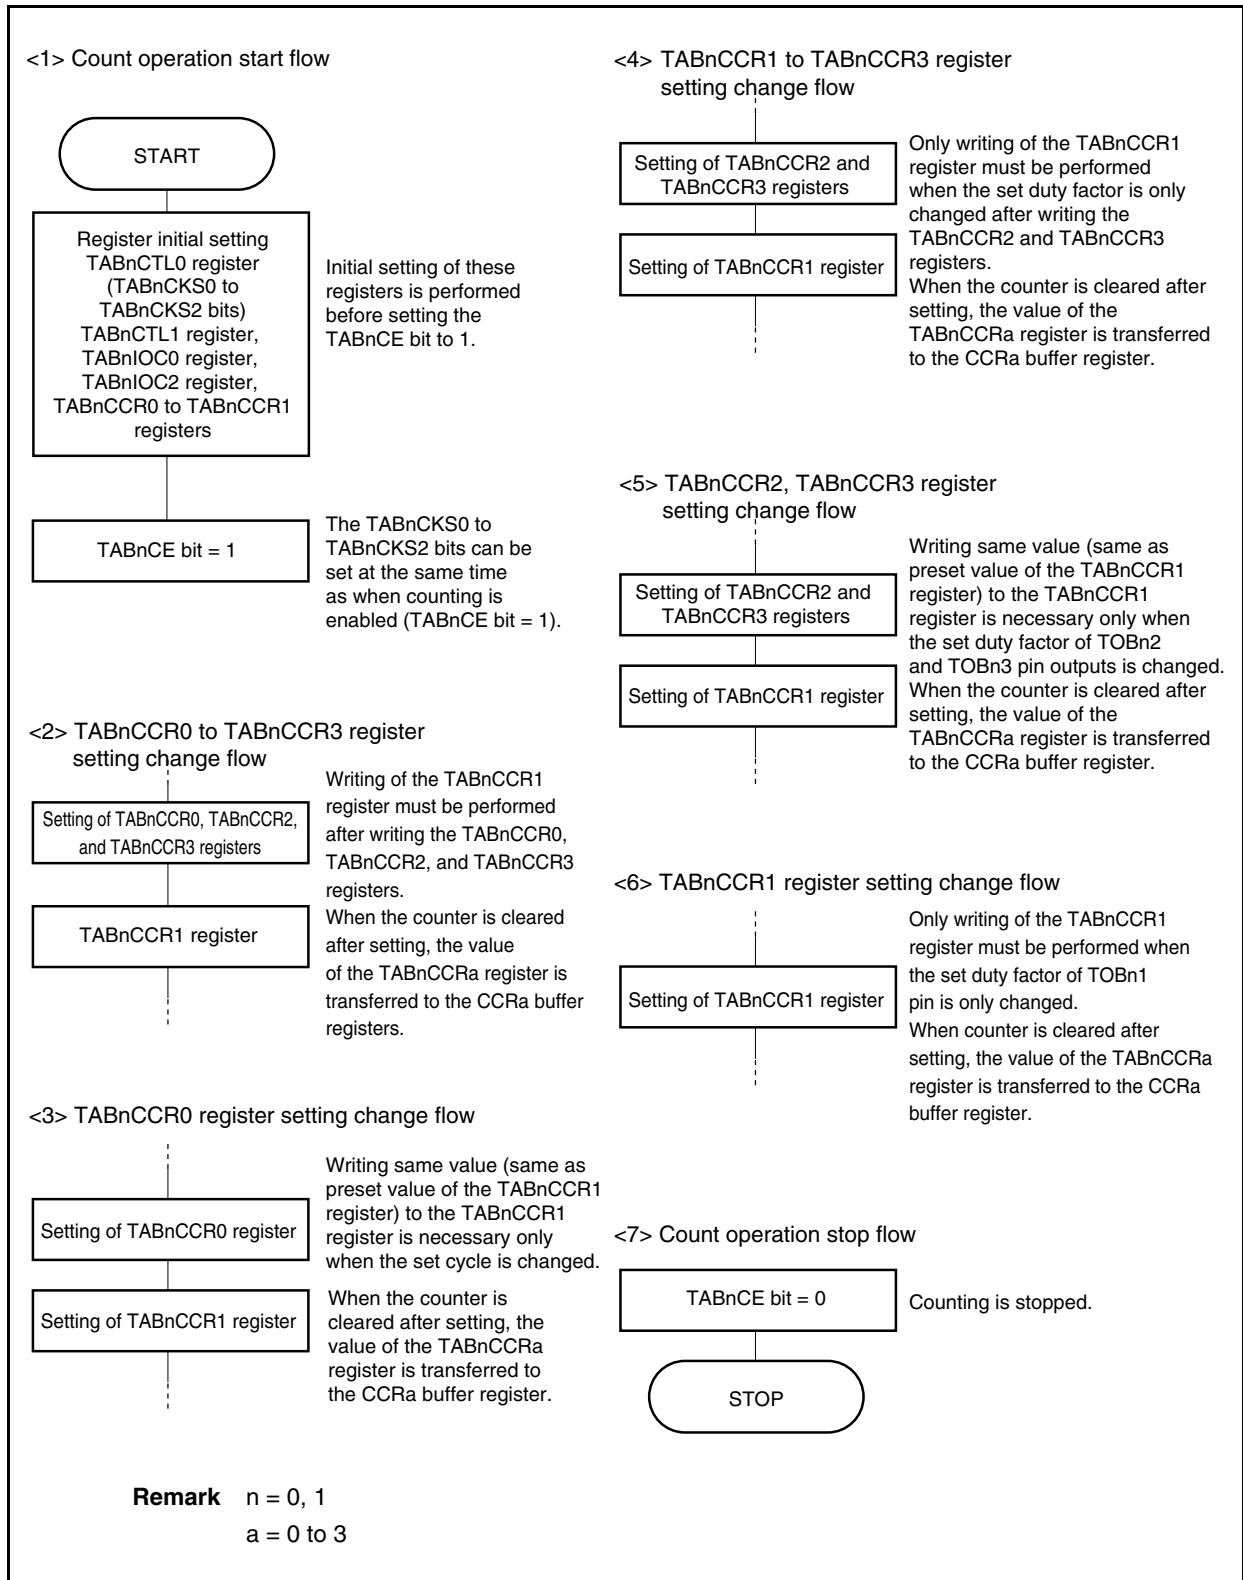 <1> Count operation start flow
START
Register initial setting
TABnCTL0 register
(TABnCKS0 to
TABnCKS2 bits)
TABnCTL1 register,
TABnIOC0 register,
TABnIOC2 register,
TABnCCR0 to TABnCCR1
registers
Initial setting of these
registers is performed
before setting the
TABnCE bit to 1.
TABnCE bit = 1
The TABnCKS0 to
TABnCKS2 bits can be
set at the same time
as when counting is
enabled (TABnCE bit = 1).
<2> TABnCCR0 to TABnCCR3 register
setting change flow
Setting of TABnCCR0, TABnCCR2,
and TABnCCR3 registers
TABnCCR1 register
Writing of the TABnCCR1
register must be performed
after writing the TABnCCR0,
TABnCCR2, and TABnCCR3
registers.
When the counter is cleared
after setting, the value
of the TABnCCRa register is
transferred to the CCRa buffer
registers.
<3> TABnCCR0 register setting change flow
Setting of TABnCCR0 register
Setting of TABnCCR1 register
Writing same value (same as
preset value of the TABnCCR1
register) to the TABnCCR1
register is necessary only
when the set cycle is changed.
When the counter is
cleared after setting, the
value of the TABnCCRa
register is transferred to
the CCRa buffer register.
<4> TABnCCR1 to TABnCCR3 register
setting change flow
Setting of TABnCCR2 and
TABnCCR3 registers
Setting of TABnCCR1 register
Only writing of the TABnCCR1
register must be performed
when the set duty factor is only
changed after writing the
TABnCCR2 and TABnCCR3
registers.
When the counter is cleared after
setting, the value of the
TABnCCRa register is transferred
to the CCRa buffer register.
<5> TABnCCR2, TABnCCR3 register
setting change flow
Setting of TABnCCR2 and
TABnCCR3 registers
Setting of TABnCCR1 register
Writing same value (same as
preset value of the TABnCCR1
register) to the TABnCCR1
register is necessary only when
the set duty factor of TOBn2
and TOBn3 pin outputs is changed.
When the counter is cleared after
setting, the value of the
TABnCCRa register is transferred
to the CCRa buffer register.
<6> TABnCCR1 register setting change flow
Setting of TABnCCR1 register
Only writing of the TABnCCR1
register must be performed when
the set duty factor of TOBn1
pin is only changed.
When counter is cleared after
setting, the value of the TABnCCRa
register is transferred to the CCRa
buffer register.
<7> Count operation stop flow
TABnCE bit = 0
Counting is stopped.
STOP
Remark n = 0, 1
a = 0 to 3